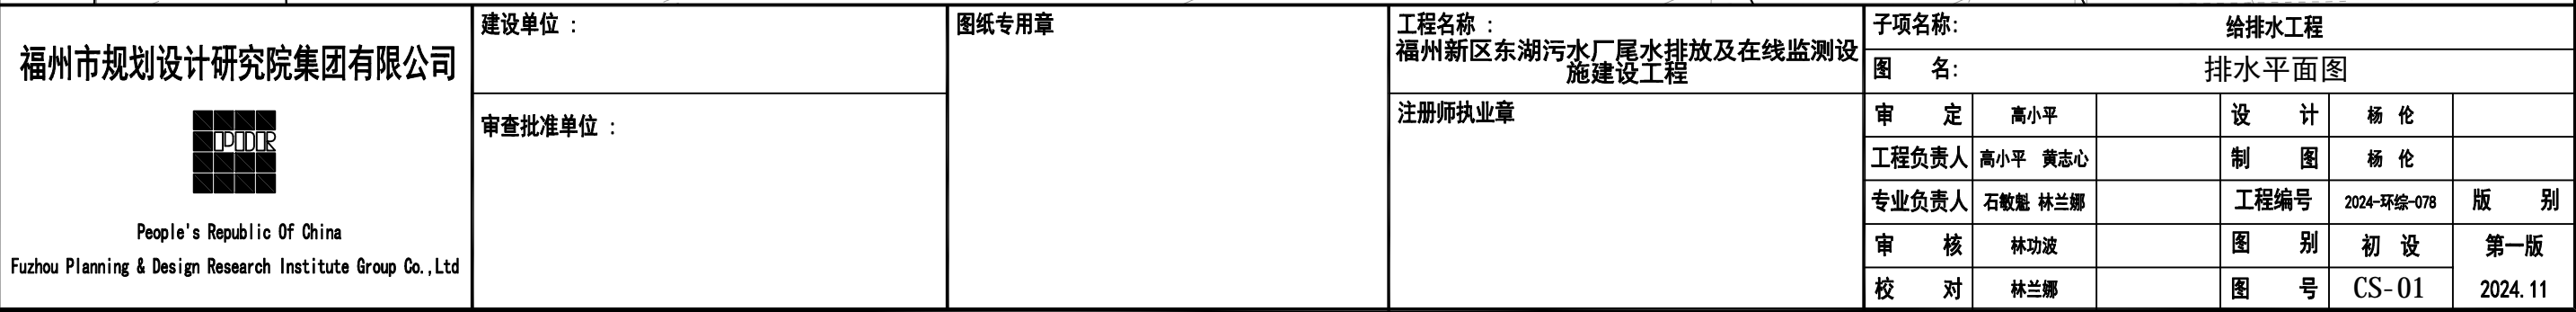 福州市规划设计研究院集团有限公司
People's Republic Of China
Fuzhou Planning & Design Research Institute Group Co.,Ltd
建设单位 :
审查批准单位 :
图纸专用章
工程名称 :
福州新区东湖污水厂尾水排放及在线监测设
施建设工程
注册师执业章
子项名称: 给排水工程
图 名: 排水平面图
审 定 高小平 设 计 杨 伦
工程负责人 高小平 黄志心 制 图 杨 伦
专业负责人 石敏魁 林兰娜 工程编号 2024-环综-078 版 别
审 核 林功波 图 别 初 设 第一版
校 对 林兰娜 图 号 CS-01 2024.11